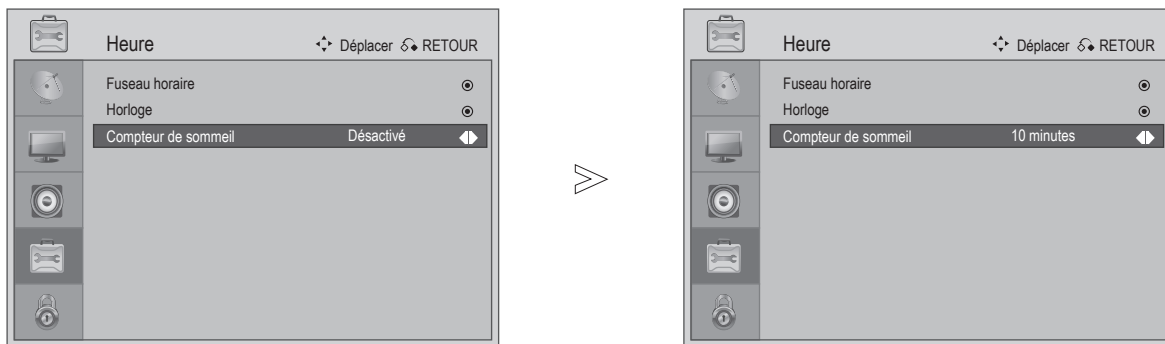 Heure Déplacer RETOUR
Fuseau horaire
Horloge
Compteur de sommeil Désactivé
>
Heure Déplacer RETOUR
Fuseau horaire
Horloge
Compteur de sommeil 10 minutes